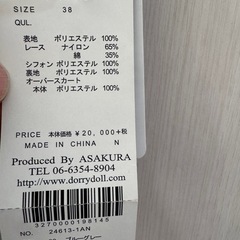 SIZE 38
QUL.
表地 ポリエステル 100%
レース ナイロン 65%
綿 35%
シフォン ポリエステル 100%
裏地 ポリエステル 100%
オーバースカート
本体 ポリエステル 100%
PRICE 本体価格¥20,000+税
MADE IN CHINA N
Produced By ASAKURA
TEL 06-6354-8904
http://www.dorrydoll.com/
3270000198145
NO. 24613-1AN
ブルーグレー